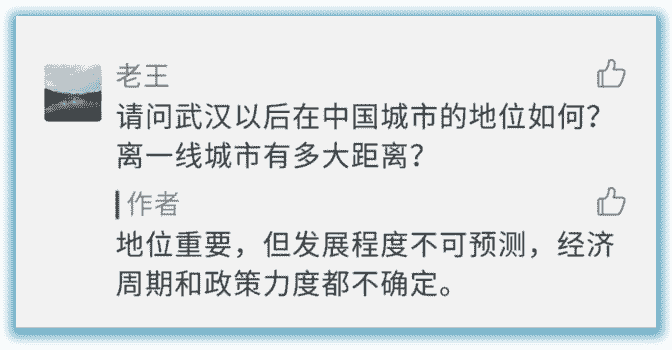 老王
请问武汉以后在中国城市的地位如何?
离一线城市有多大距离?
作者
地位重要，但发展程度不可预测，经济
周期和政策力度都不确定。